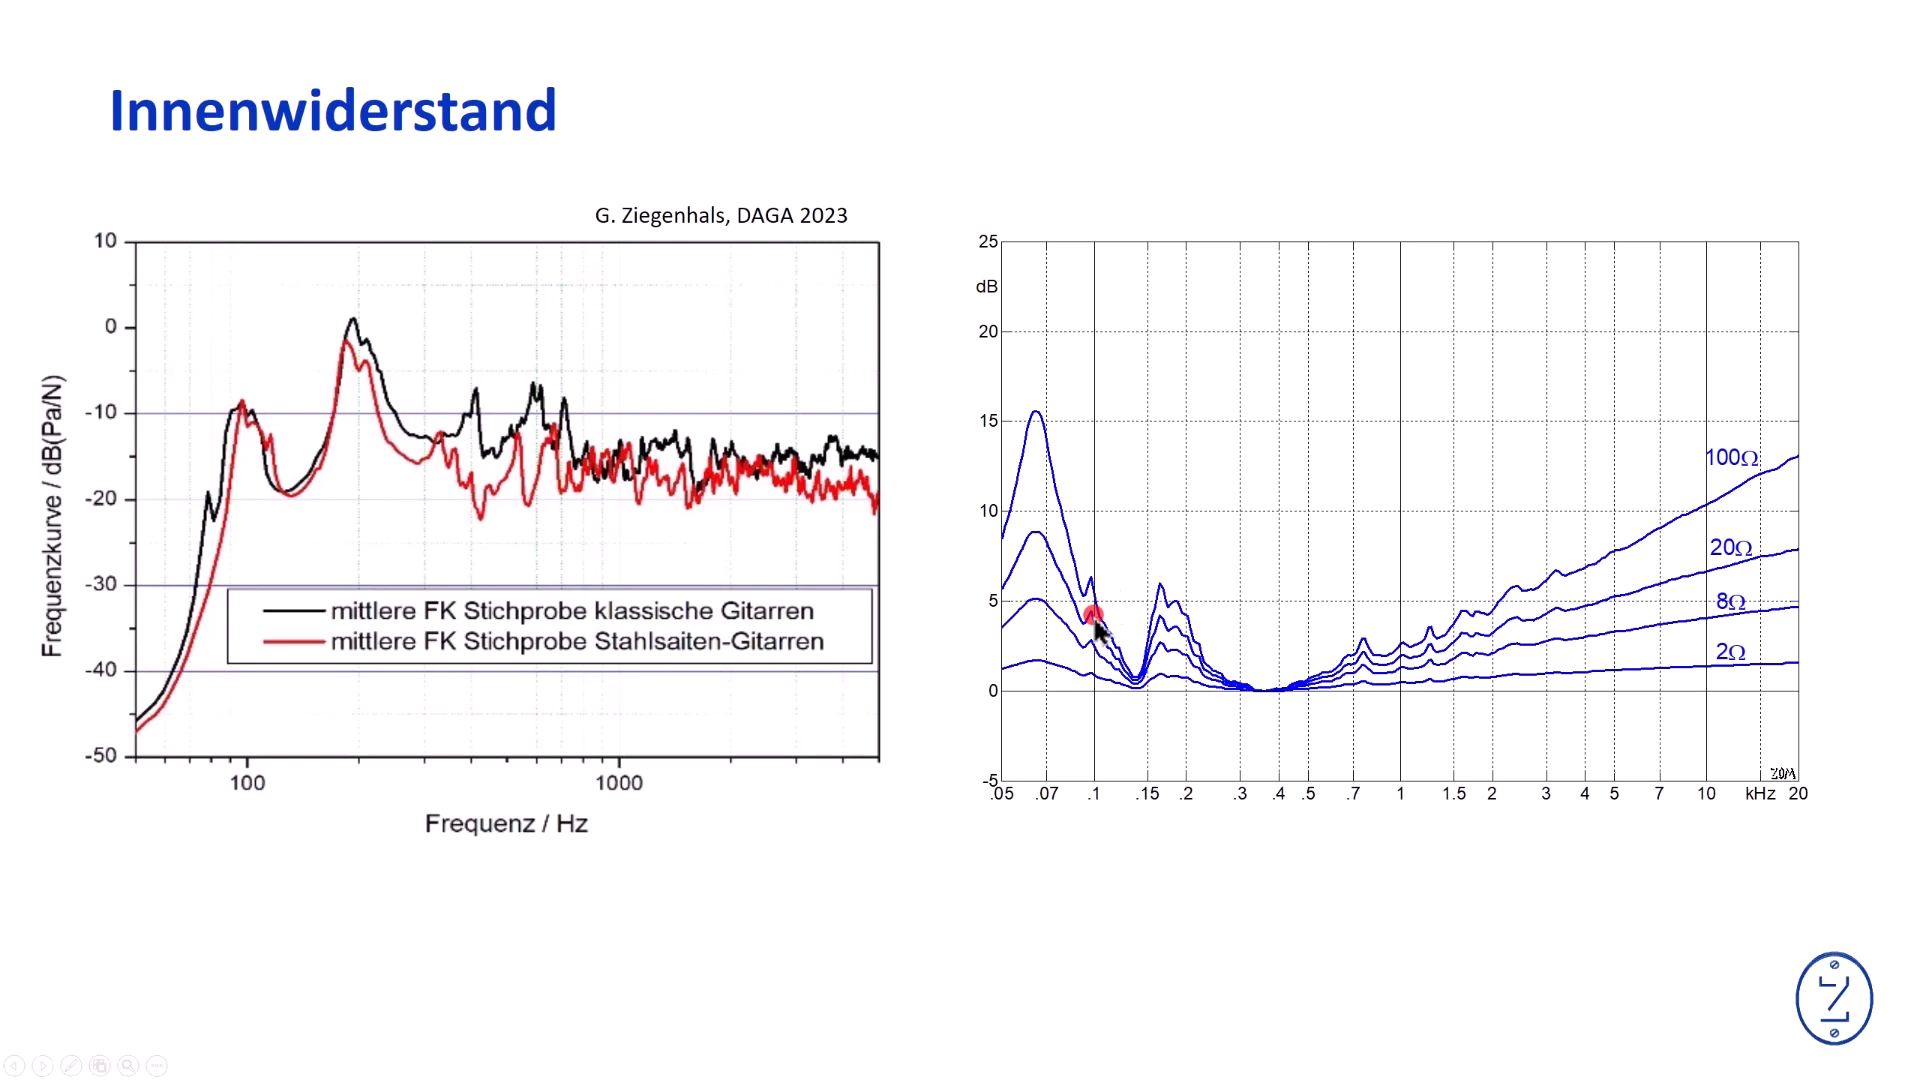 Innenwiderstand
G. Ziegenhals, DAGA 2023
10
0
-10
-20
-30
-40
-50
Frequenzkurve / dB(Pa/N)
mittlere FK Stichprobe klassische Gitarren
mittlere FK Stichprobe Stahlsaiten-Gitarren
100 1000
Frequenz / Hz
25
dB
20
15
10
5
0
-5
100Ω
20Ω
8Ω
2Ω
ZOM
.05 .07 .1 .15 .2 .3 .4 .5 .7 1 1.5 2 3 4 5 7 10 kHz 20